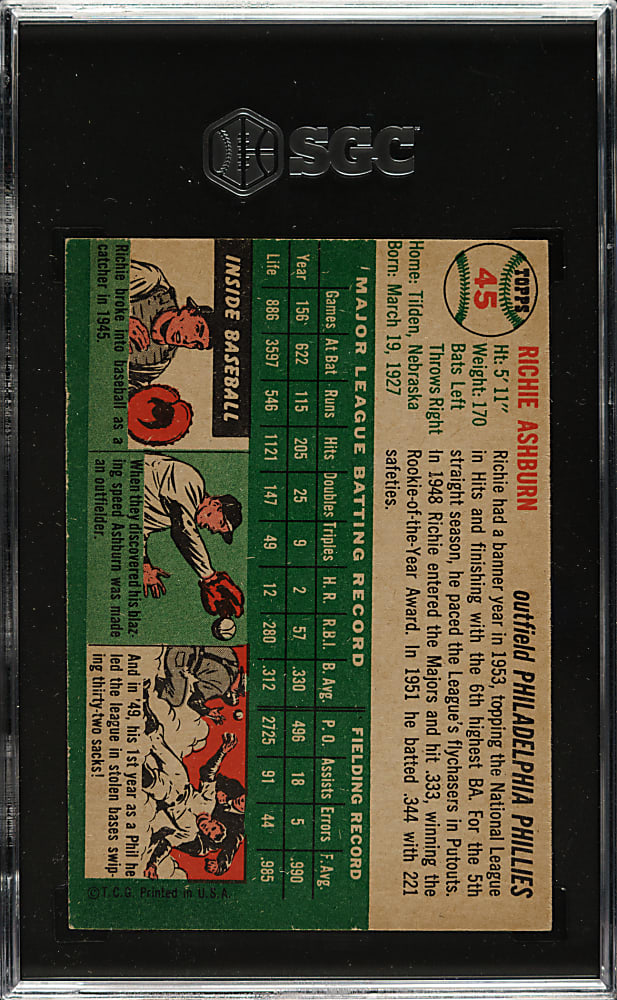 SGC
TOPPS
45
RICHIE ASHBURN
outfield PHILADELPHIA PHILLIES
Ht: 5'11"
Weight: 170
Bats Left
Throws Right
Home: Tilden, Nebraska
Born: March 19, 1927
Richie had a banner year in 1953, topping the National League
in Hits and finishing with the 6th highest BA. For the 5th
straight season, he paced the League's flychasers in Putouts.
In 1948 Richie entered the Majors and hit .333, winning the
Rookie-of-the-Year Award. In 1951 he batted .344 with 221
safeties.
MAJOR LEAGUE BATTING RECORD FIELDING RECORD
Games At Bat Runs Hits Doubles Triples H.R. R.B.I. B. Avg. P.O. Assists Errors F. Avg.
Year 156 622 115 205 25 9 2 57 .330 496 18 5 .990
Life 886 3597 546 1121 147 49 12 280 .312 2725 91 44 .985
INSIDE BASEBALL
Richie broke into baseball as a
catcher in 1945.
When they discovered his blaz-
ing speed Ashburn was made
an outfielder.
And in '49, his 1st year as a Phil he
led the league in stolen bases swip-
ing thirty-two sacks!
©T.C.G. Printed in U.S.A.